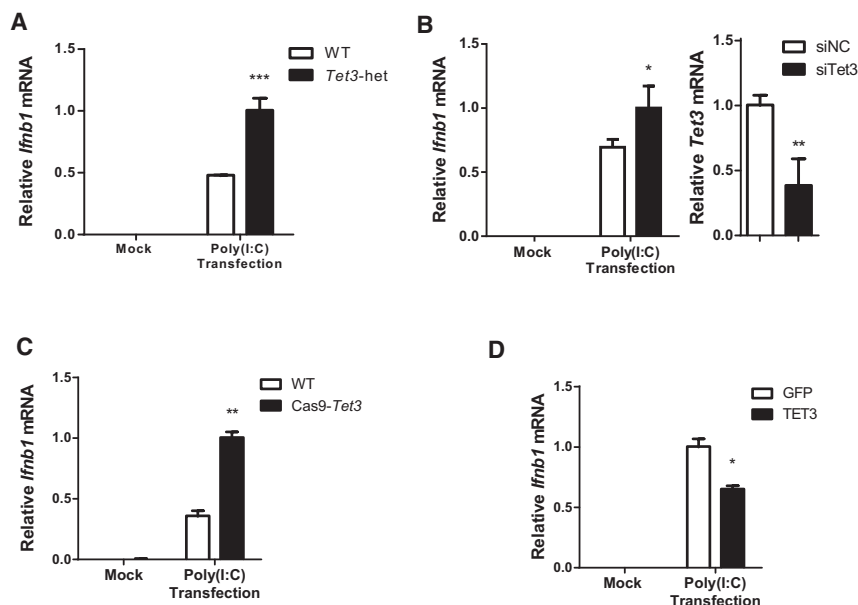 A
Relative Ifnb1 mRNA
1.5
1.0
0.5
0.0
***
WT
Tet3-het
Mock
Poly(I:C)
Transfection
B
Relative Ifnb1 mRNA
1.5
1.0
0.5
0.0
*
Mock
Poly(I:C)
Transfection
Relative Tet3 mRNA
1.5
1.0
0.5
0.0
**
siNC
siTet3
C
Relative Ifnb1 mRNA
1.5
1.0
0.5
0.0
**
WT
Cas9-Tet3
Mock
Poly(I:C)
Transfection
D
Relative Ifnb1 mRNA
1.5
1.0
0.5
0.0
*
GFP
TET3
Mock
Poly(I:C)
Transfection